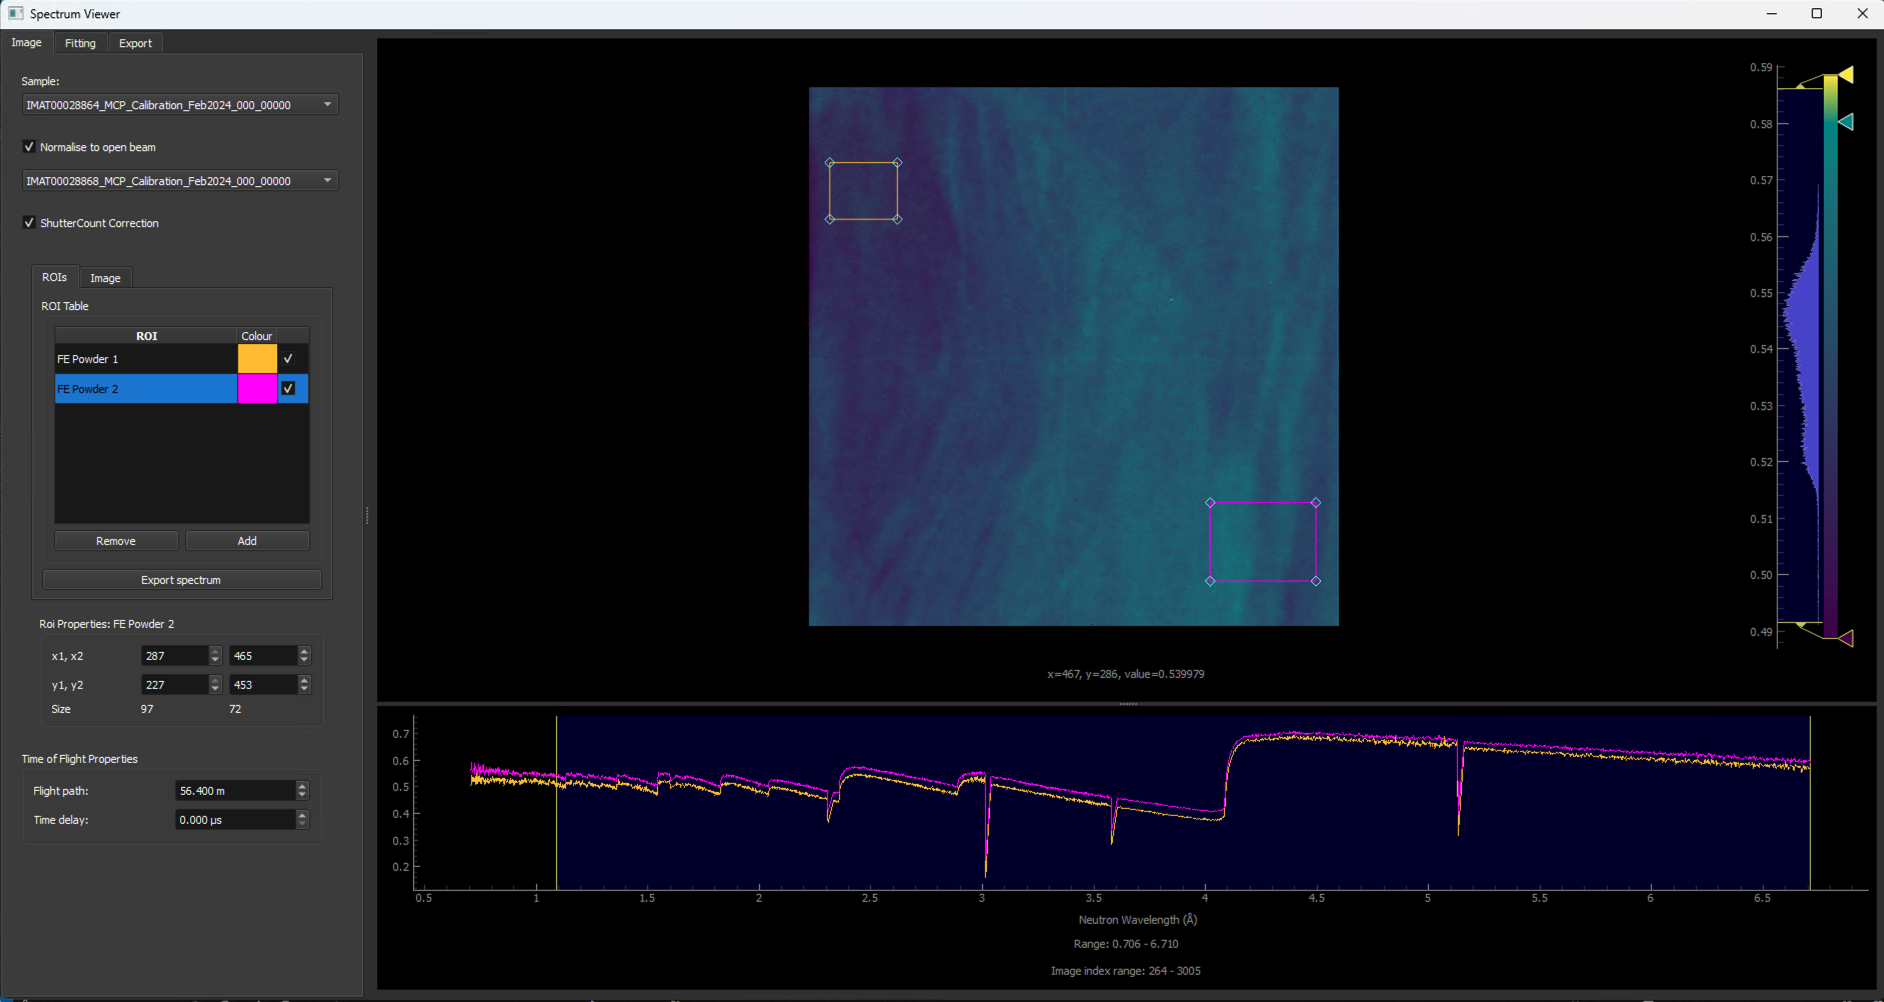 Spectrum Viewer
Image Fitting Export
Sample:
IMAT00028864_MCP_Calibration_Feb2024_000_00000
Normalise to open beam
IMAT00028868_MCP_Calibration_Feb2024_000_00000
ShutterCount Correction
ROIs Image
ROI Table
ROI Colour
FE Powder 1
FE Powder 2
Remove Add
Export spectrum
Roi Properties: FE Powder 2
x1, x2 287 465
y1, y2 227 453
Size 97 72
Time of Flight Properties
Flight path: 56.400 m
Time delay: 0.000 µs
0.59
0.58
0.57
0.56
0.55
0.54
0.53
0.52
0.51
0.50
0.49
x=467, y=286, value=0.539979
0.7
0.6
0.5
0.4
0.3
0.2
0.5 1 1.5 2 2.5 3 3.5 4 4.5 5 5.5 6 6.5
Neutron Wavelength (Å)
Range: 0.706 - 6.710
Image index range: 264 - 3005